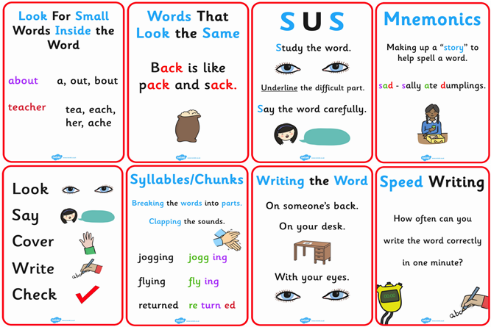 Look For Small
Words Inside the
Word
about
a, out, bout
teacher
tea, each,
her, ache
Words That
Look the Same
Back is like
pack and sack.
SUS
Study the word.
Underline the difficult part.
Say the word carefully.
Mnemonics
Making up a "story" to
help spell a word.
sad - sally ate dumplings.
Look
Say
Cover
Write
abc
Check
Syllables/Chunks
Breaking the words into parts.
Clapping the sounds.
jogging jogg ing
flying fly ing
returned re turn ed
Writing the Word
On someone's back.
On your desk.
With your eyes.
Speed Writing
How often can you
write the word correctly
in one minute?
abc